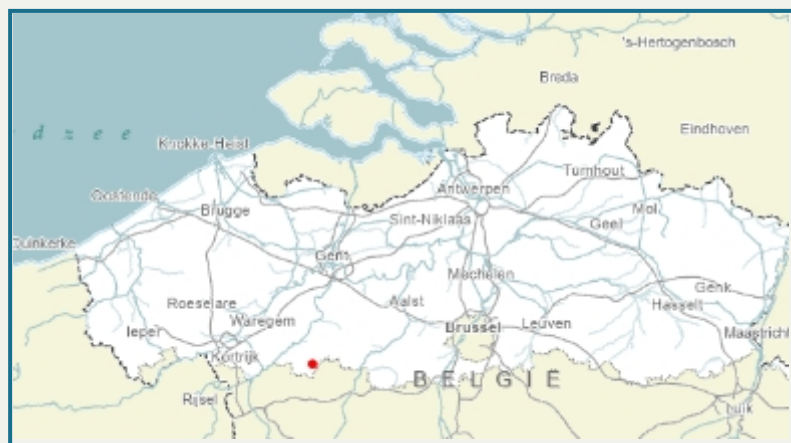 's-Hertogenbosch
Breda
d z e e
Eindhoven
Knokke-Heist
Turnhout
Antwerpen
Oostende
Mol
Brugge
Sint-Niklaas
Geel
Duinkerke
Gent
Mechelen
Genk
Roeselare
Aalst
Hasselt
Waregem
Brussel
Leuven
Ieper
Maastricht
Kortrijk
BELGIË
Rijsel
Luik